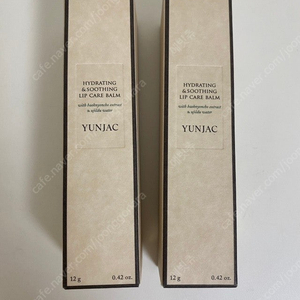 HYDRATING
& SOOTHING
LIP CARE BALM
YUNJAC
12 g
0.42 oz.
HYDRATING
& SOOTHING
LIP CARE BALM
YUNJAC
12 g
0.42 oz.